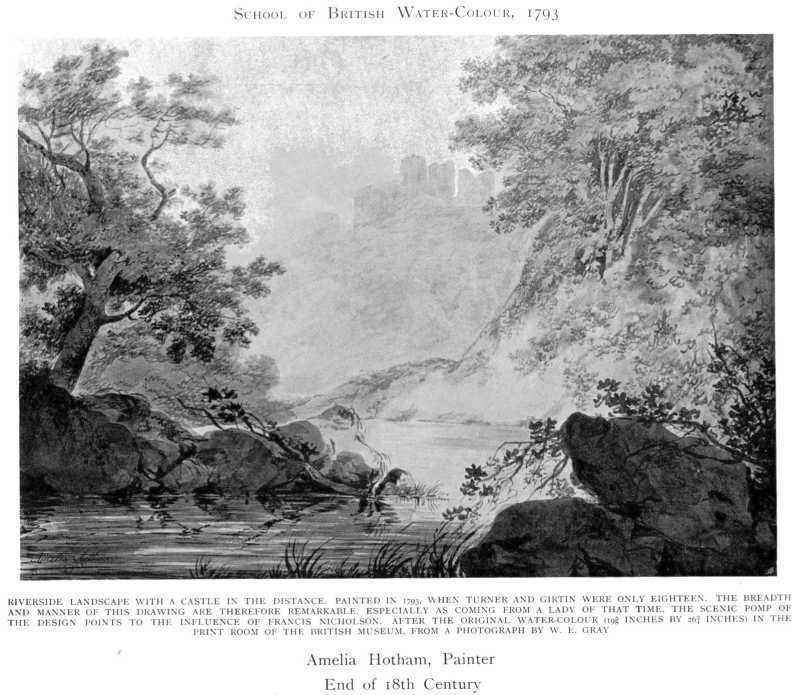 School of British Water-Colour, 1793
RIVERSIDE LANDSCAPE WITH A CASTLE IN THE DISTANCE. PAINTED IN 1793, WHEN TURNER AND GIRTIN WERE ONLY EIGHTEEN. THE BREADTH
AND MANNER OF THIS DRAWING ARE THEREFORE REMARKABLE, ESPECIALLY AS COMING FROM A LADY OF THAT TIME. THE SCENIC POMP OF
THE DESIGN POINTS TO THE INFLUENCE OF FRANCIS NICHOLSON. AFTER THE ORIGINAL WATER-COLOUR (19⅜ INCHES BY 26¾ INCHES) IN THE
PRINT ROOM OF THE BRITISH MUSEUM, FROM A PHOTOGRAPH BY W. E. GRAY
Amelia Hotham, Painter
End of 18th Century